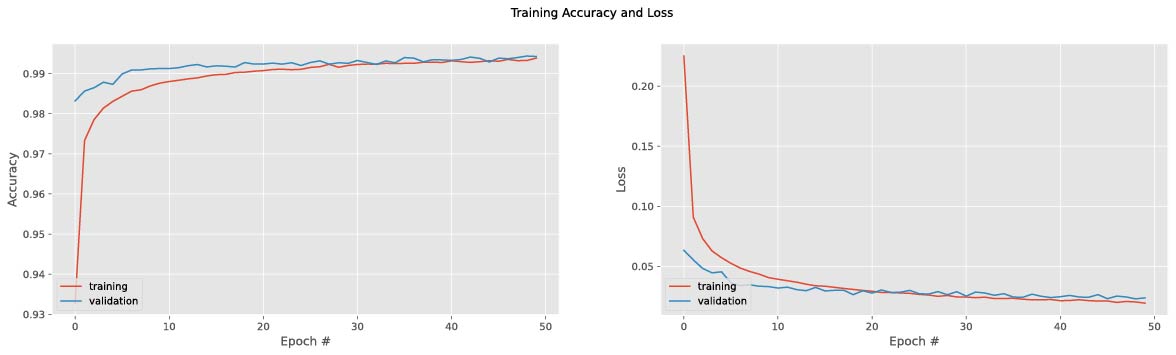 Training Accuracy and Loss
Accuracy
0.99
0.98
0.97
0.96
0.95
0.94
0.93
training
validation
0 10 20 30 40 50
Epoch #
Loss
0.20
0.15
0.10
0.05
training
validation
0 10 20 30 40 50
Epoch #